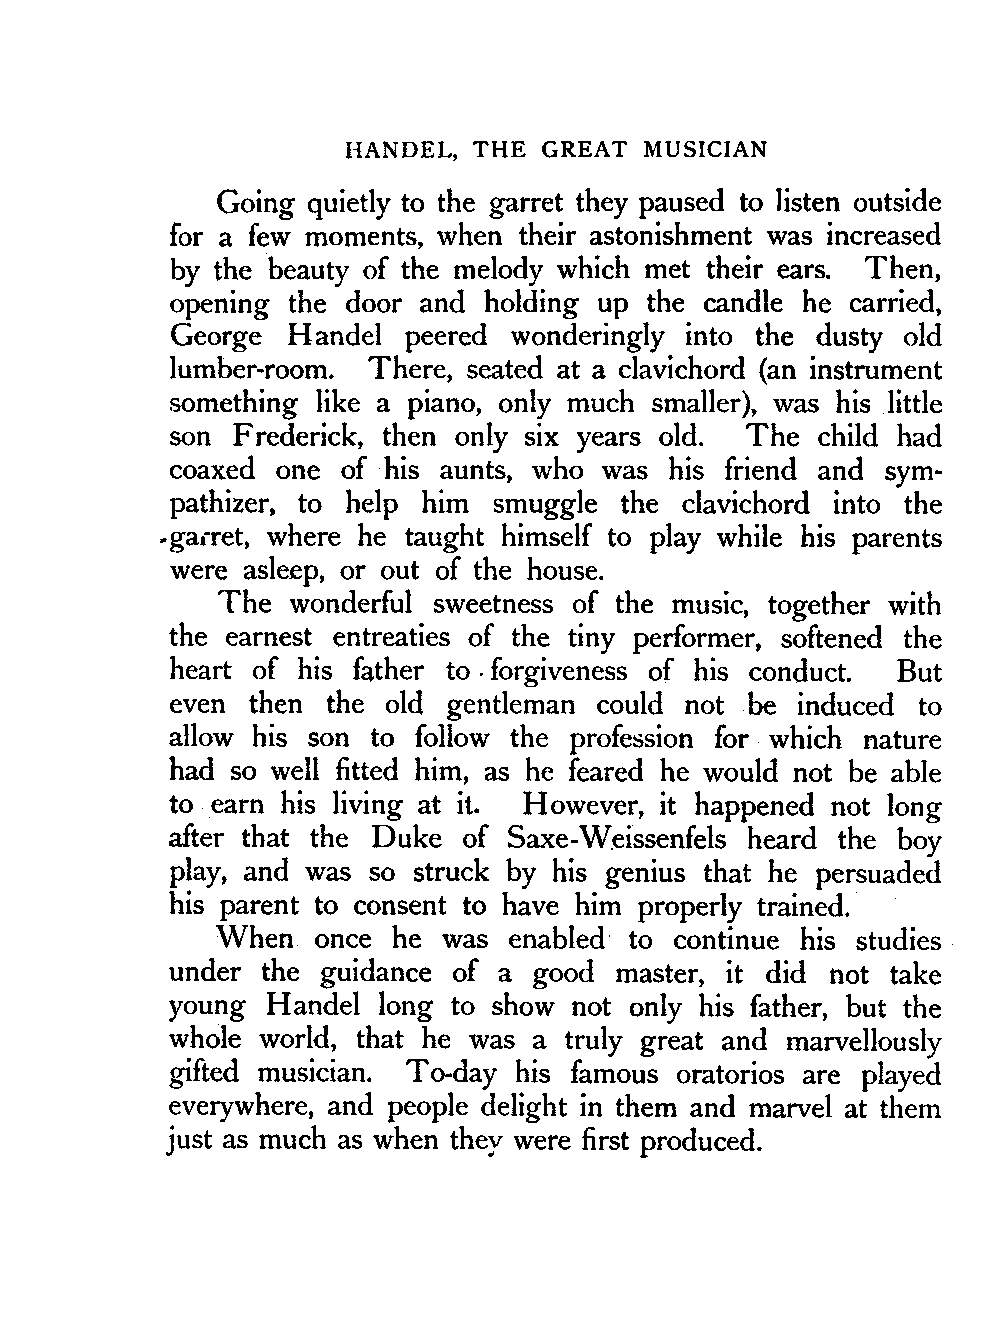 HANDEL, THE GREAT MUSICIAN
Going quietly to the garret they paused to listen outside
for a few moments, when their astonishment was increased
by the beauty of the melody which met their ears. Then,
opening the door and holding up the candle he carried,
George Handel peered wonderingly into the dusty old
lumber-room. There, seated at a clavichord (an instrument
something like a piano, only much smaller), was his little
son Frederick, then only six years old. The child had
coaxed one of his aunts, who was his friend and sym-
pathizer, to help him smuggle the clavichord into the
garret, where he taught himself to play while his parents
were asleep, or out of the house.
The wonderful sweetness of the music, together with
the earnest entreaties of the tiny performer, softened the
heart of his father to forgiveness of his conduct. But
even then the old gentleman could not be induced to
allow his son to follow the profession for which nature
had so well fitted him, as he feared he would not be able
to earn his living at it. However, it happened not long
after that the Duke of Saxe-Weissenfels heard the boy
play, and was so struck by his genius that he persuaded
his parent to consent to have him properly trained.
When once he was enabled to continue his studies
under the guidance of a good master, it did not take
young Handel long to show not only his father, but the
whole world, that he was a truly great and marvellously
gifted musician. To-day his famous oratorios are played
everywhere, and people delight in them and marvel at them
just as much as when they were first produced.